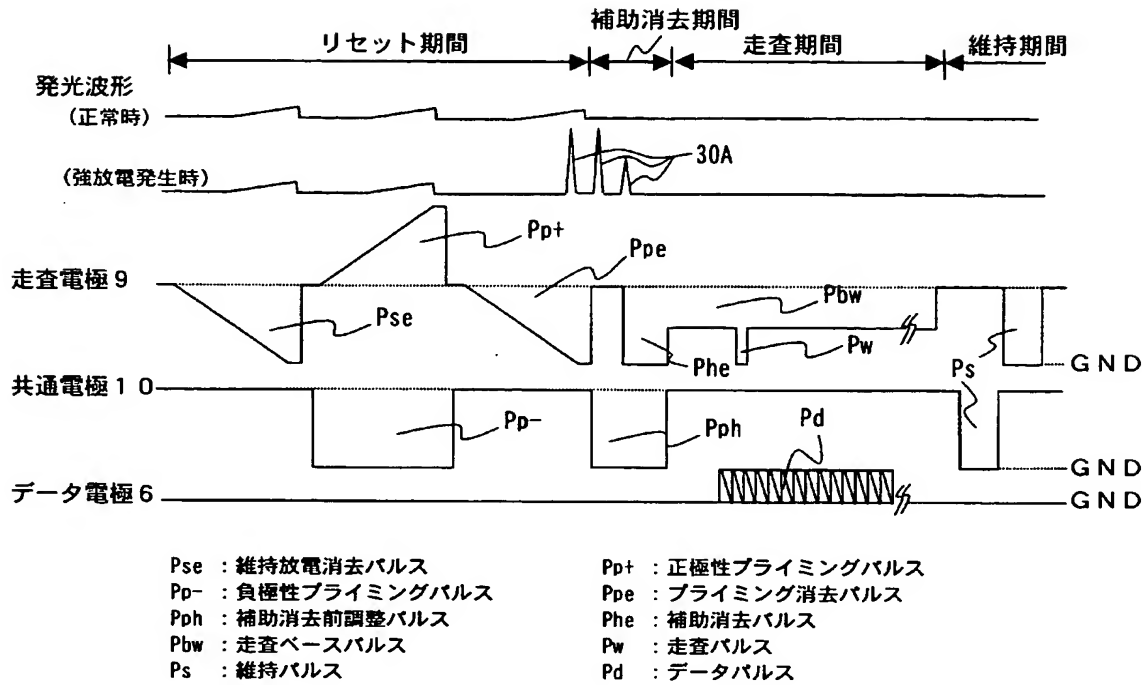 補助消去期間
リセット期間
走査期間
維持期間
発光波形
(正常時)
30A
(強放電発生時)
Pp+
Ppe
走査電極9
Pbw
Pse
Phe
Pw
Ps
GND
共通電極10
Pp-
Pph
Pd
GND
データ電極6
GND
Pse :維持放電消去パルス
Pp+ :正極性プライミングパルス
Pp- :負極性プライミングパルス
Ppe :プライミング消去パルス
Pph :補助消去前調整パルス
Phe :補助消去パルス
Pbw :走査ベースパルス
Pw :走査パルス
Ps :維持パルス
Pd :データパルス